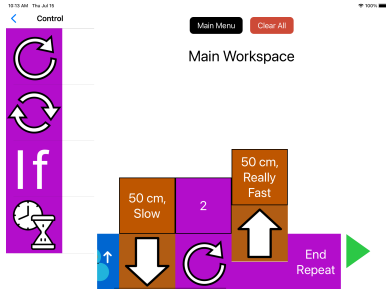 10:13 AM Thu Jul 15
100%
Control
Main Menu
Clear All
Main Workspace
If
50 cm,
Slow
2
50 cm,
Really
Fast
End
Repeat